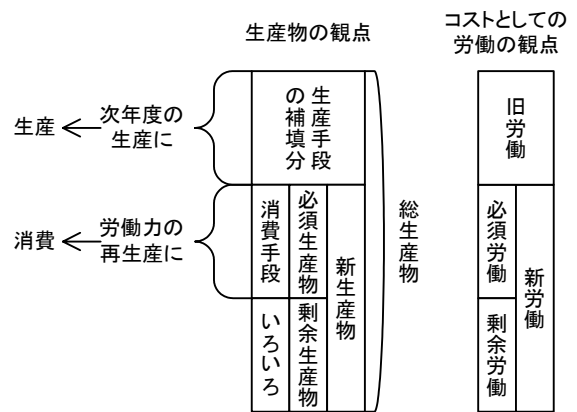 生産物の観点
コストとしての
労働の観点
生産
次年度の
生産に
生産手段
の補填分
旧労働
消費
労働力の
再生産に
消費手段
必須生産物
新生産物
総生産物
必須労働
新労働
いろいろ
剰余生産物
剰余労働